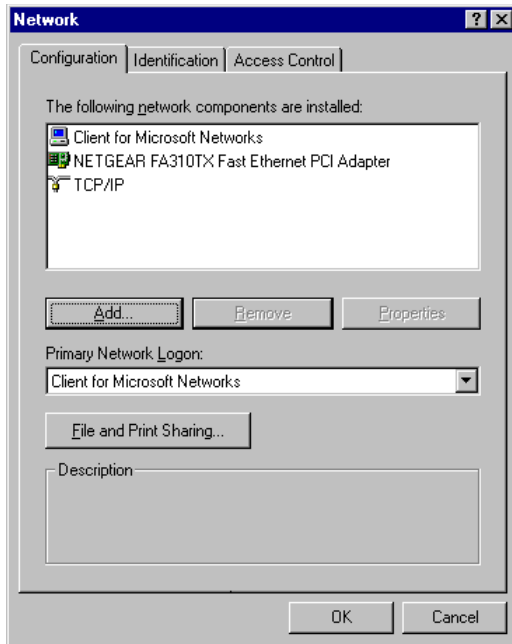 Network
Configuration Identification Access Control
The following network components are installed:
Client for Microsoft Networks
NETGEAR FA310TX Fast Ethernet PCI Adapter
TCP/IP
Add... Remove Properties
Primary Network Logon:
Client for Microsoft Networks
File and Print Sharing...
Description
OK Cancel